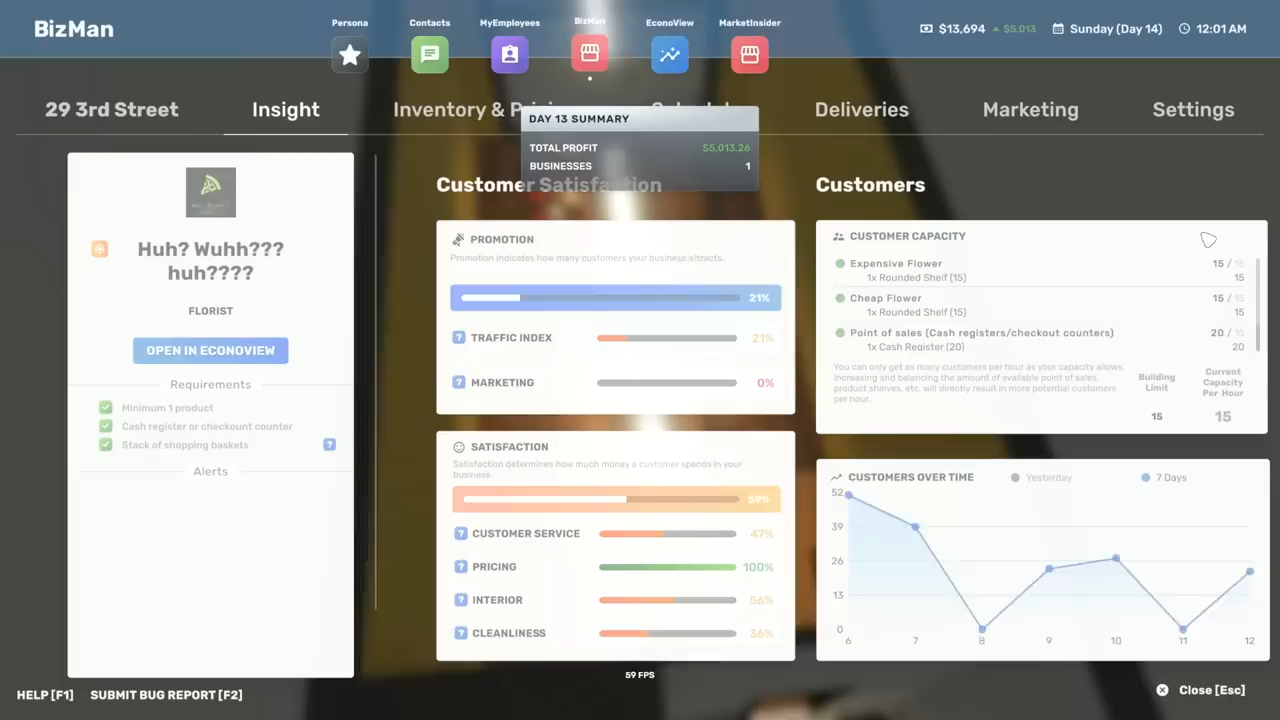 BizMan
Persona
Contacts
MyEmployees
BizMan
EconoView
MarketInsider
$13,694 ▲ $5,013
Sunday (Day 14)
12:01 AM
29 3rd Street
Insight
Inventory &
Deliveries
Marketing
Settings
DAY 13 SUMMARY
TOTAL PROFIT $5,013.26
BUSINESSES 1
Huh? Wuhh???
huh????
FLORIST
OPEN IN ECONOVIEW
Requirements
Minimum 1 product
Cash register or checkount counter
Stack of shopping baskets ?
Alerts
Customer Satisfaction
PROMOTION
Promotion indicates how many customers your business attracts.
21%
? TRAFFIC INDEX 21%
? MARKETING 0%
SATISFACTION
Satisfaction determines how much money a customer spends in your
business.
59%
? CUSTOMER SERVICE 47%
? PRICING 100%
? INTERIOR 56%
? CLEANLINESS 36%
Customers
CUSTOMER CAPACITY
Expensive Flower 15 / 15
1x Rounded Shelf (15) 15
Cheap Flower 15 / 15
1x Rounded Shelf (15) 15
Point of sales (Cash registers/checkout counters) 20 / 15
1x Cash Register (20) 20
You can only get as many customers per hour as your capacity allows.
Increasing and balancing the amount of available point of sales,
product shelves, etc. will directly result in more potential customers
per hour.
Building
Limit
15
Current
Capacity
Per Hour
15
CUSTOMERS OVER TIME
Yesterday
7 Days
52
39
26
13
0
6 7 8 9 10 11 12
59 FPS
HELP [F1]
SUBMIT BUG REPORT [F2]
Close [Esc]